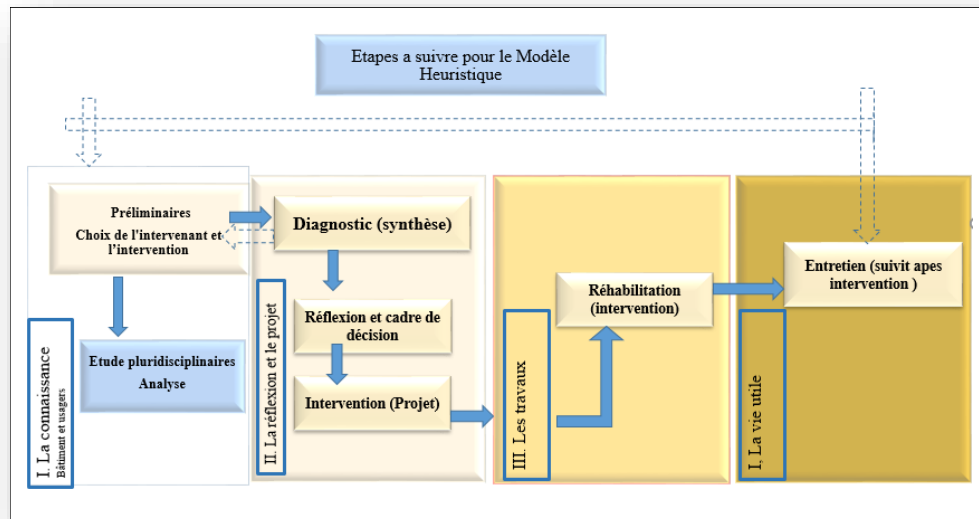 Etapes a suivre pour le Modèle
Heuristique
Préliminaires
Choix de l'intervenant et
l'intervention
Etude pluridisciplinaires
Analyse
I. La connaissance
Bâtiment et usagers
Diagnostic (synthèse)
Réflexion et cadre de
décision
Intervention (Projet)
II. La réflexion et le projet
Réhabilitation
(intervention)
III. Les travaux
Entretien (suivit apes
intervention )
I, La vie utile